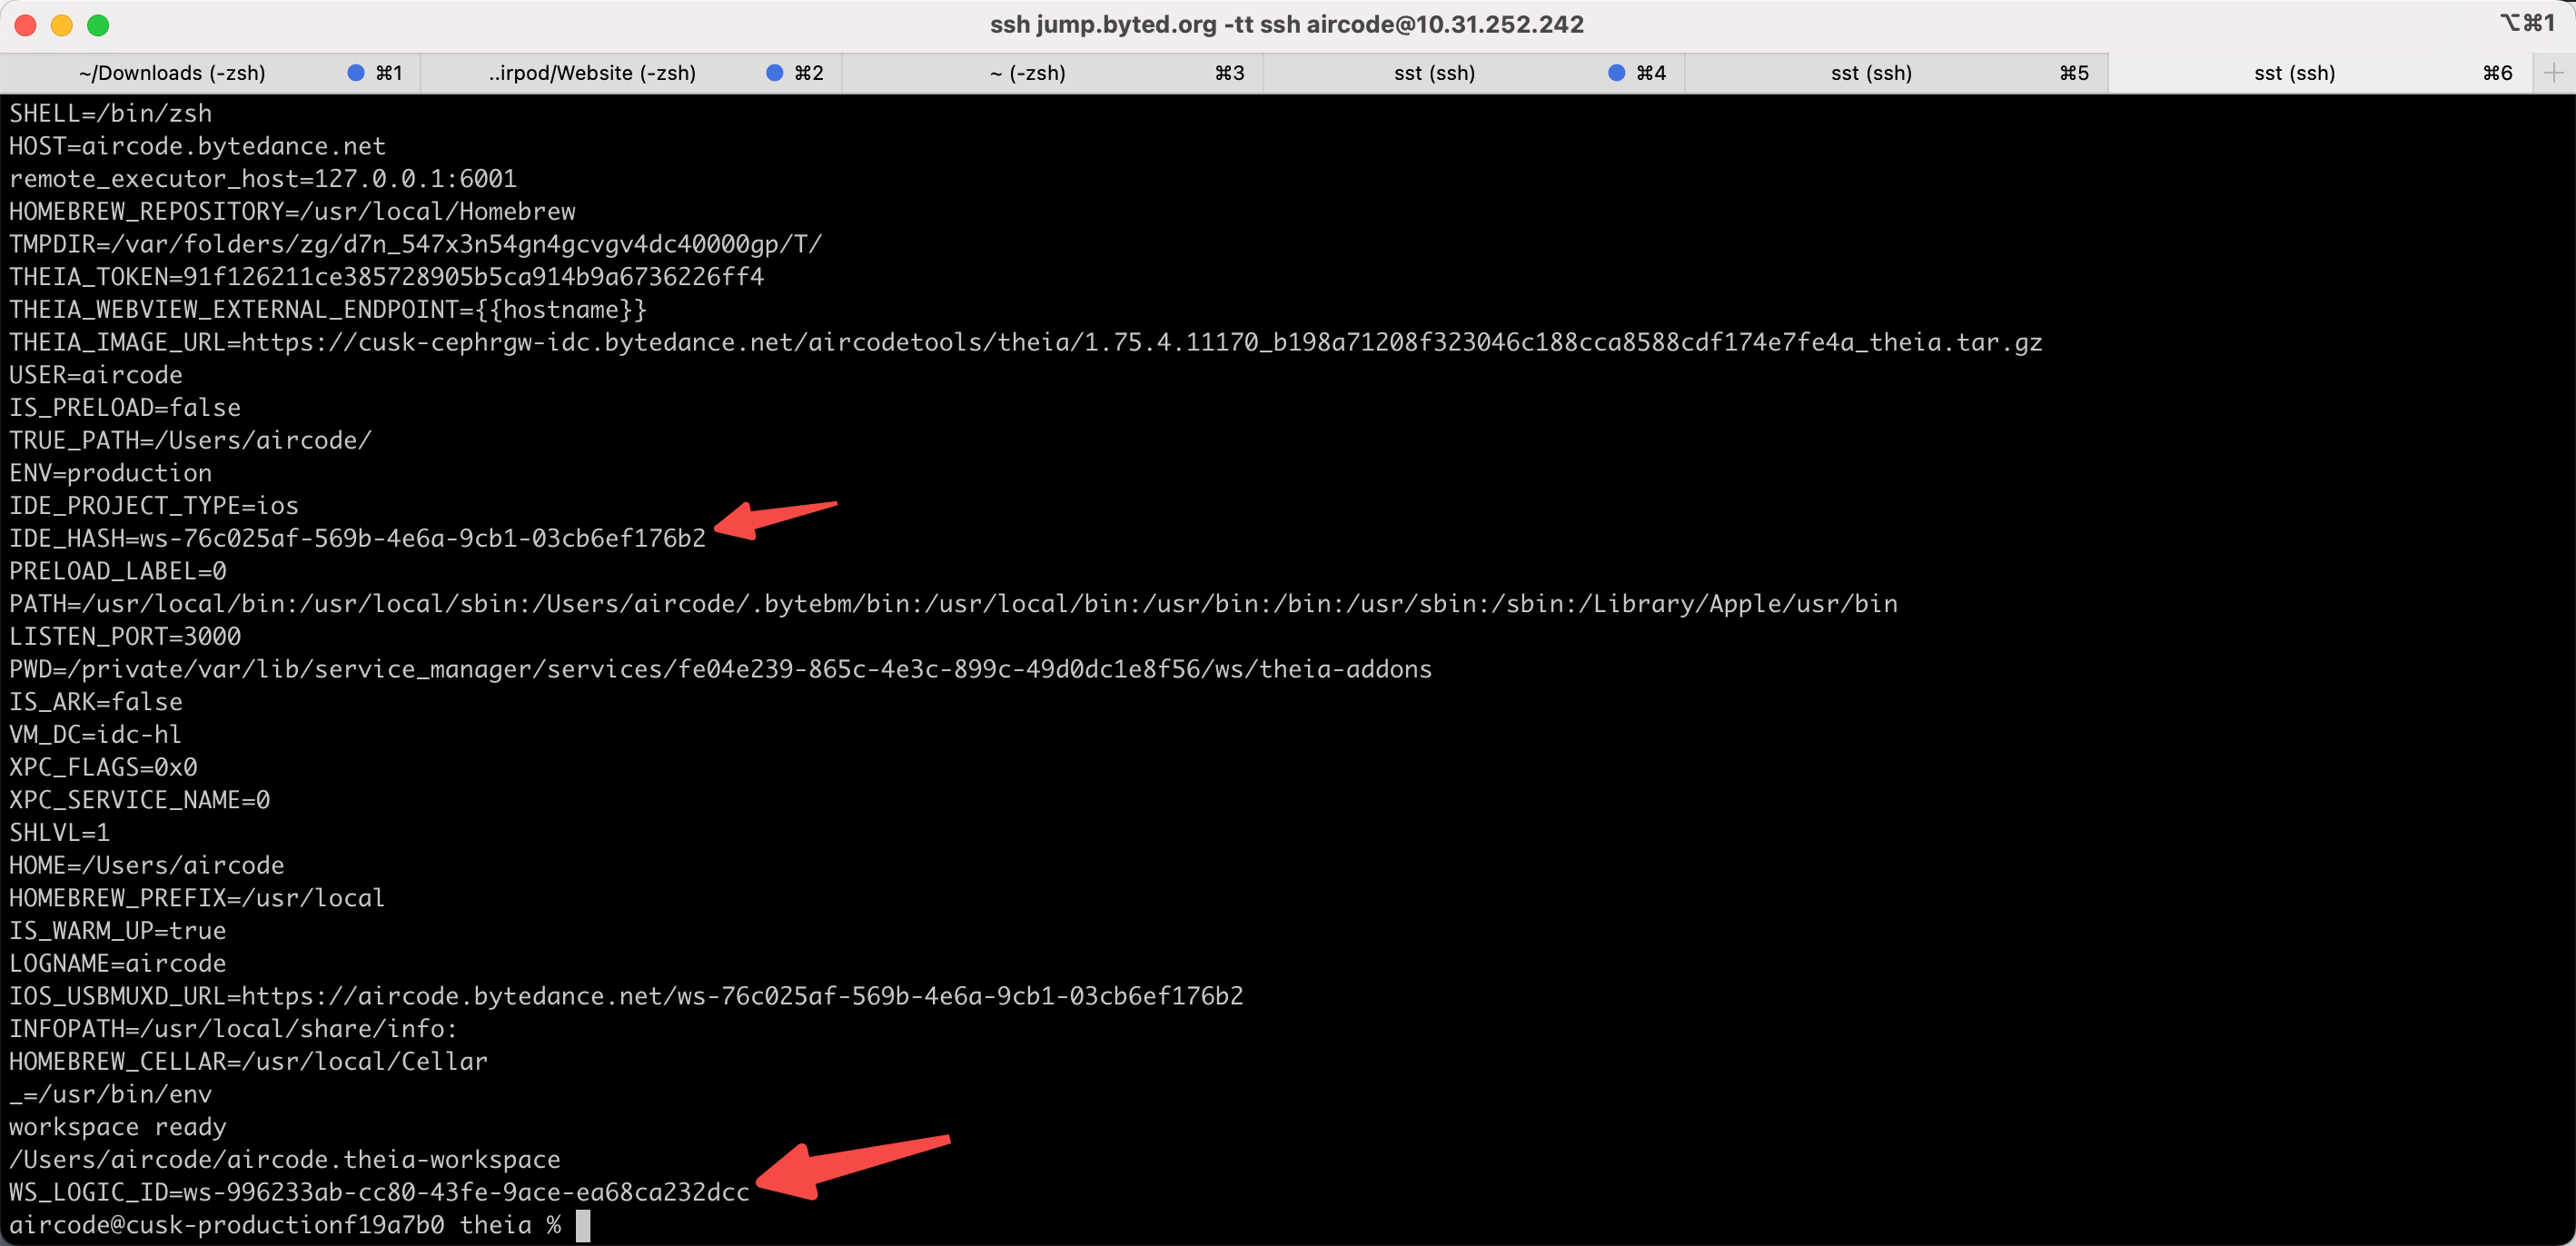 ssh jump.byted.org -tt ssh aircode@10.31.252.242
⌥⌘1
~/Downloads (-zsh) ⌘1 ..irpod/Website (-zsh) ⌘2 ~ (-zsh) ⌘3 sst (ssh) ⌘4 sst (ssh) ⌘5 sst (ssh) ⌘6
SHELL=/bin/zsh
HOST=aircode.bytedance.net
remote_executor_host=127.0.0.1:6001
HOMEBREW_REPOSITORY=/usr/local/Homebrew
TMPDIR=/var/folders/zg/d7n_547x3n54gn4gcvgv4dc40000gp/T/
THEIA_TOKEN=91f126211ce385728905b5ca914b9a6736226ff4
THEIA_WEBVIEW_EXTERNAL_ENDPOINT={{hostname}}
THEIA_IMAGE_URL=https://cusk-cephrgw-idc.bytedance.net/aircodetools/theia/1.75.4.11170_b198a71208f323046c188cca8588cdf174e7fe4a_theia.tar.gz
USER=aircode
IS_PRELOAD=false
TRUE_PATH=/Users/aircode/
ENV=production
IDE_PROJECT_TYPE=ios
IDE_HASH=ws-76c025af-569b-4e6a-9cb1-03cb6ef176b2
PRELOAD_LABEL=0
PATH=/usr/local/bin:/usr/local/sbin:/Users/aircode/.bytebm/bin:/usr/local/bin:/usr/bin:/bin:/usr/sbin:/sbin:/Library/Apple/usr/bin
LISTEN_PORT=3000
PWD=/private/var/lib/service_manager/services/fe04e239-865c-4e3c-899c-49d0dc1e8f56/ws/theia-addons
IS_ARK=false
VM_DC=idc-hl
XPC_FLAGS=0x0
XPC_SERVICE_NAME=0
SHLVL=1
HOME=/Users/aircode
HOMEBREW_PREFIX=/usr/local
IS_WARM_UP=true
LOGNAME=aircode
IOS_USBMUXD_URL=https://aircode.bytedance.net/ws-76c025af-569b-4e6a-9cb1-03cb6ef176b2
INFOPATH=/usr/local/share/info:
HOMEBREW_CELLAR=/usr/local/Cellar
_=/usr/bin/env
workspace ready
/Users/aircode/aircode.theia-workspace
WS_LOGIC_ID=ws-996233ab-cc80-43fe-9ace-ea68ca232dcc
aircode@cusk-productionf19a7b0 theia %